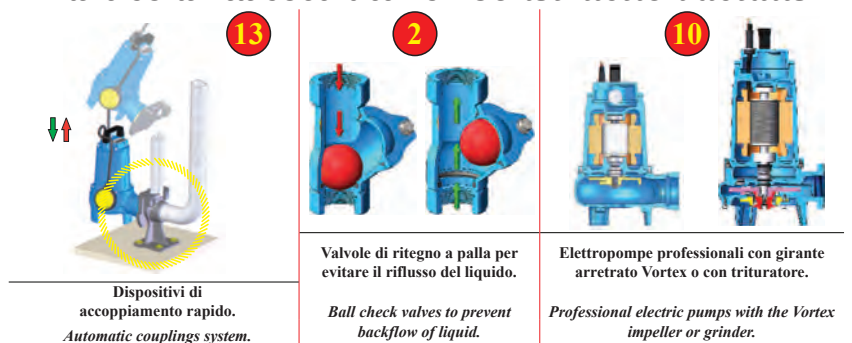 13
2
10
Dispositivi di
accoppiamento rapido.
Automatic couplings system.
Valvole di ritegno a palla per
evitare il riflusso del liquido.
Ball check valves to prevent
backflow of liquid.
Elettropompe professionali con girante
arretrato Vortex o con trituratore.
Professional electric pumps with the Vortex
impeller or grinder.